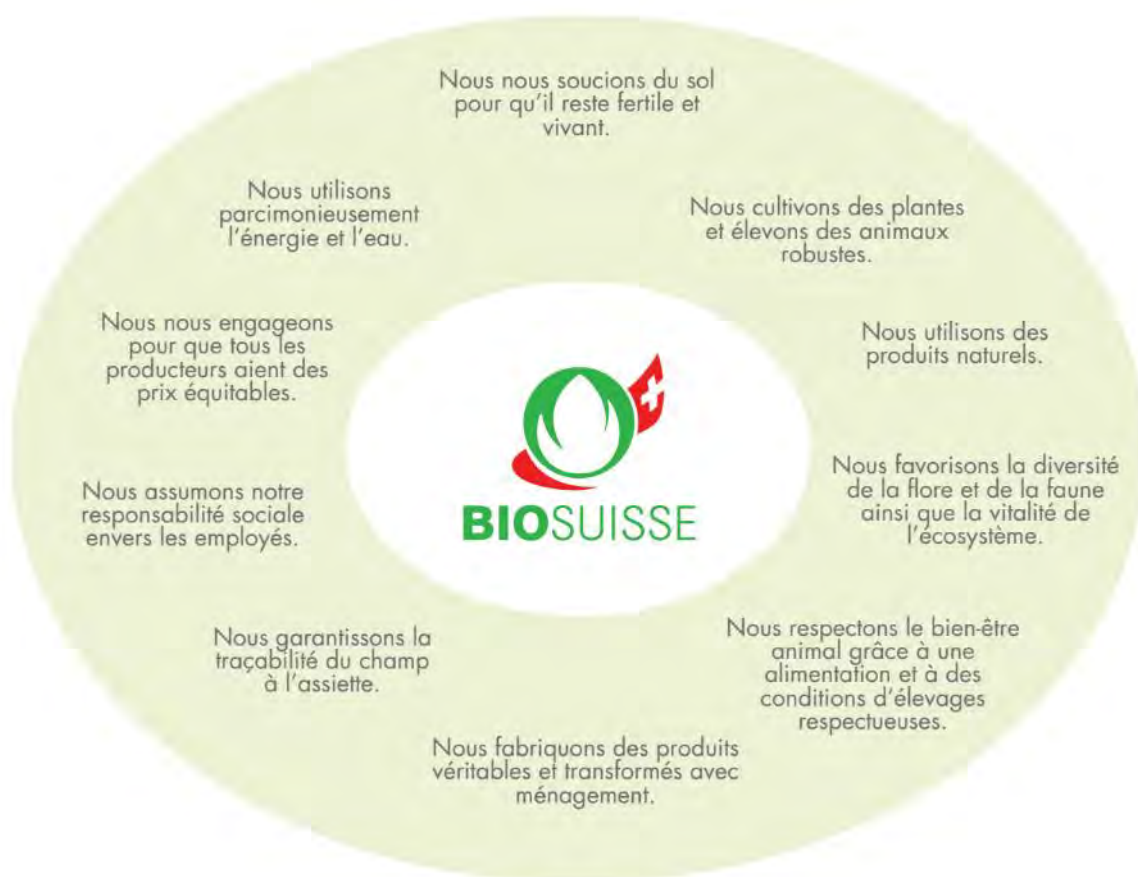 Nous nous soucions du sol
pour qu'il reste fertile et
vivant.
Nous cultivons des plantes
et élevons des animaux
robustes.
Nous utilisons des
produits naturels.
Nous favorisons la diversité
de la flore et de la faune
ainsi que la vitalité de
l'écosystème.
Nous respectons le bien-être
animal grâce à une
alimentation et à des
conditions d'élevages
respectueuses.
Nous fabriquons des produits
véritables et transformés avec
ménagement.
Nous garantissons la
traçabilité du champ
à l'assiette.
Nous assumons notre
responsabilité sociale
envers les employés.
Nous nous engageons
pour que tous les
producteurs aient des
prix équitables.
Nous utilisons
parcimonieusement
l'énergie et l'eau.
BIOSUISSE